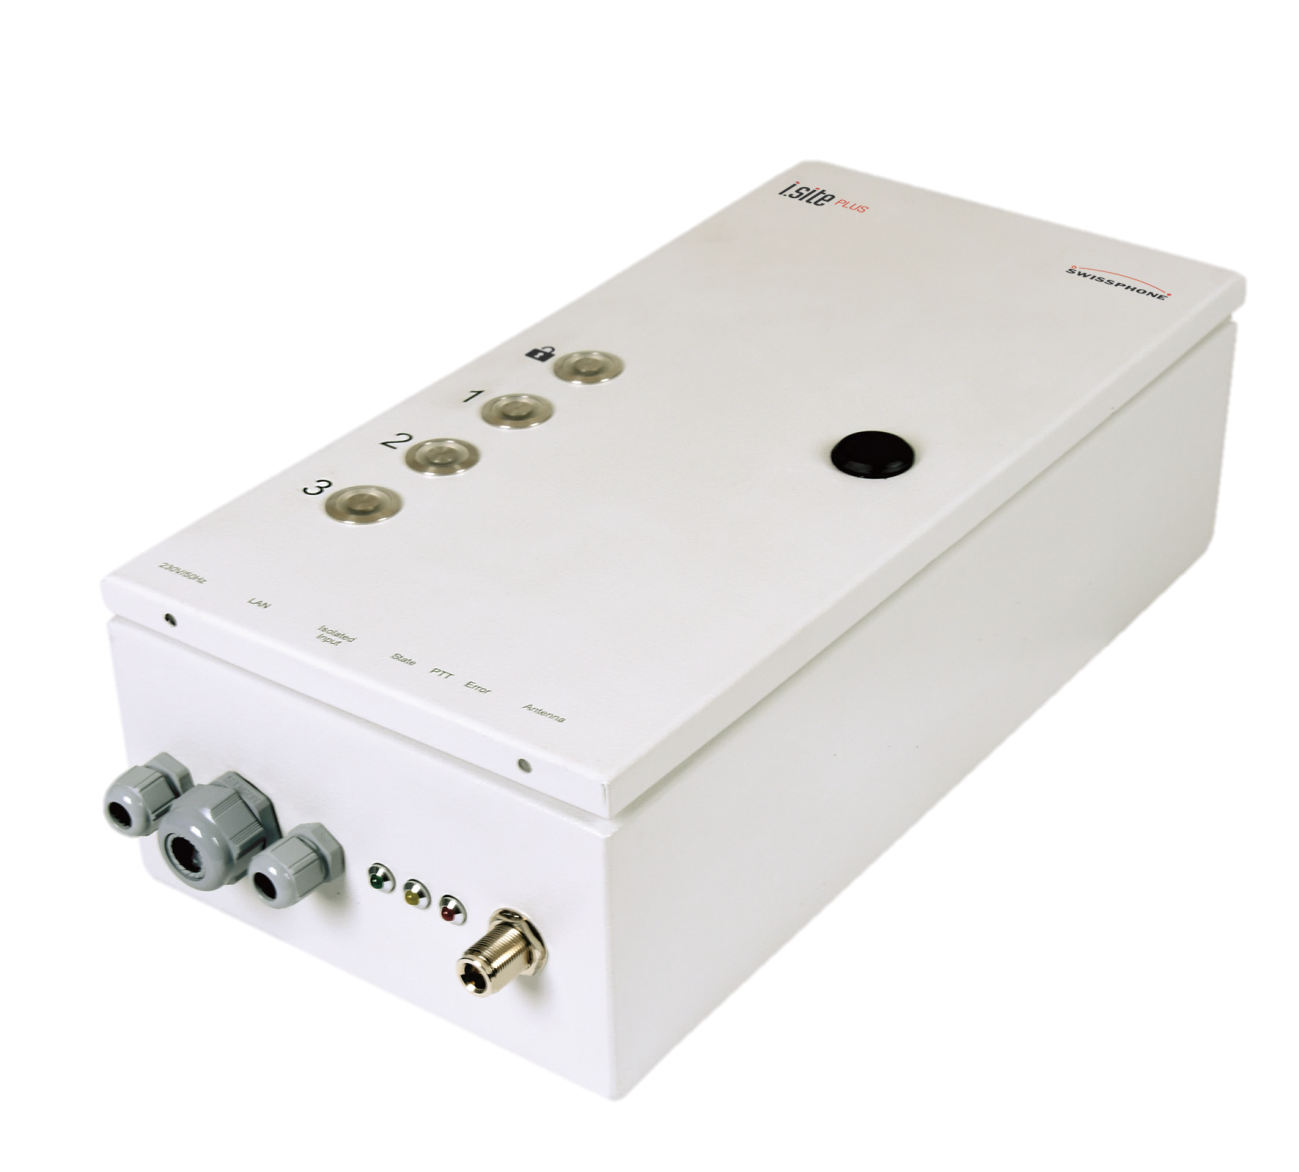 i.site PLUS
SWISSPHONE
1
2
3
230V/50Hz
LAN
Isolated
Input
State
PTT
Error
Antenna